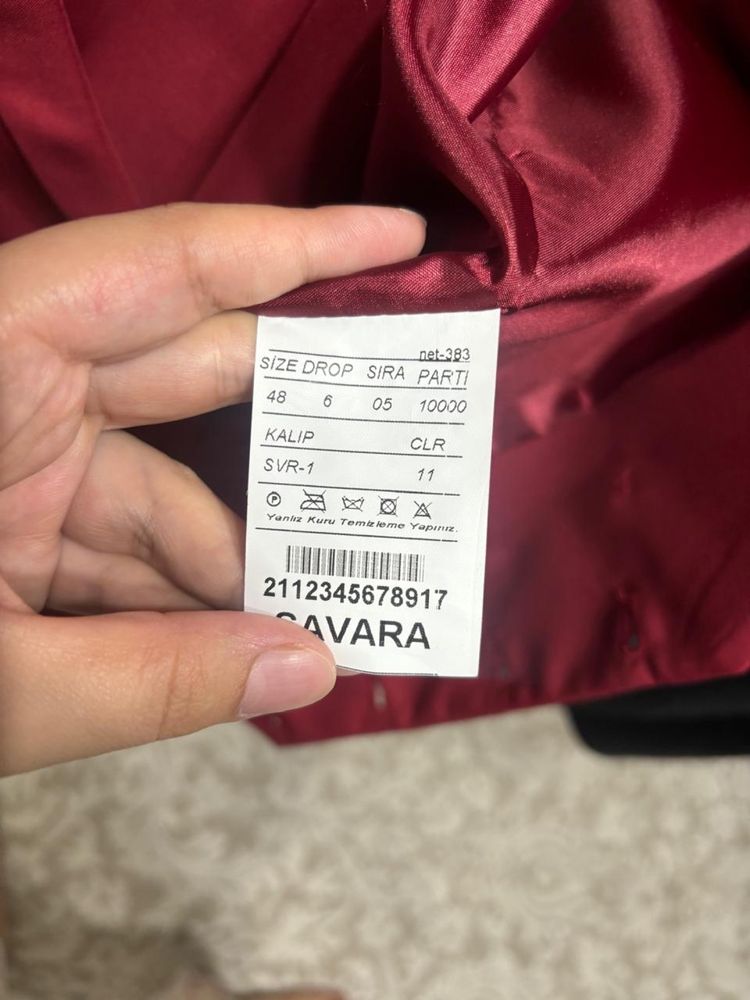 net-383
SİZE DROP SIRA PARTİ
48 6 05 10000
KALIP CLR
SVR-1 11
P
Yanlız Kuru Temizleme Yapınız.
2112345678917
SAVARA